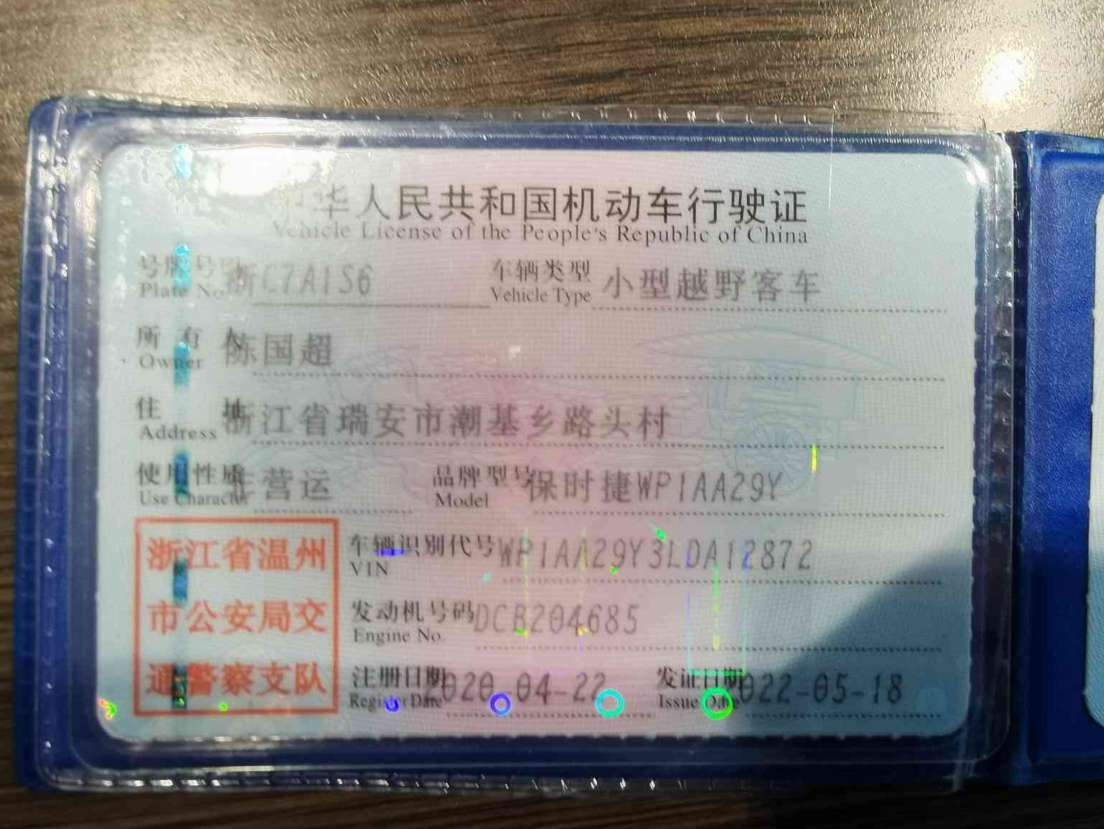 中华人民共和国机动车行驶证
Vehicle License of the People's Republic of China
号牌号码 浙C7A1S6 车辆类型 小型越野客车
Plate No. Vehicle Type
所有人 陈国超
Owner
住 地 浙江省瑞安市潮基乡路头村
Address
使用性质 营运 品牌型号 保时捷WP1AA29Y
Use Character Model
浙江省温州
市公安局交
通警察支队
车辆识别代号 WP1AA29Y3LDA12872
VIN
发动机号码 DCB204685
Engine No.
注册日期 2020-04-22 发证日期 2022-05-18
Register Date Issue Date